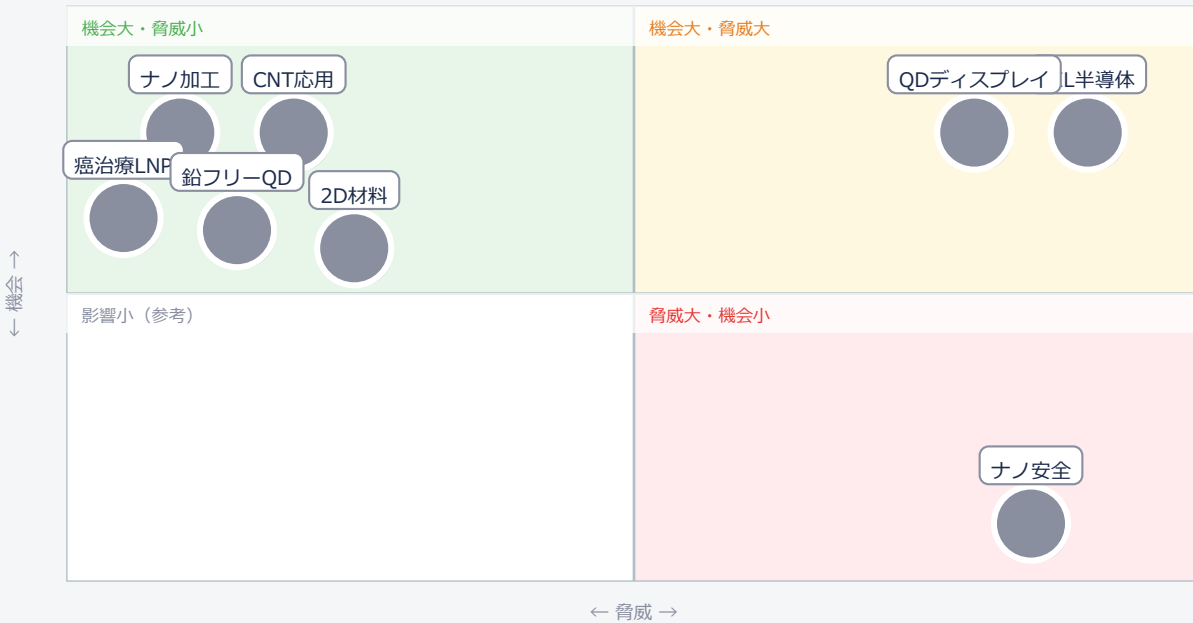 機会大・脅威小
機会大・脅威大
ナノ加工
CNT応用
QDディスプレイ
L半導体
癌治療LNP
鉛フリーQD
2D材料
← 機会 →
影響小（参考）
脅威大・機会小
ナノ安全
← 脅威 →